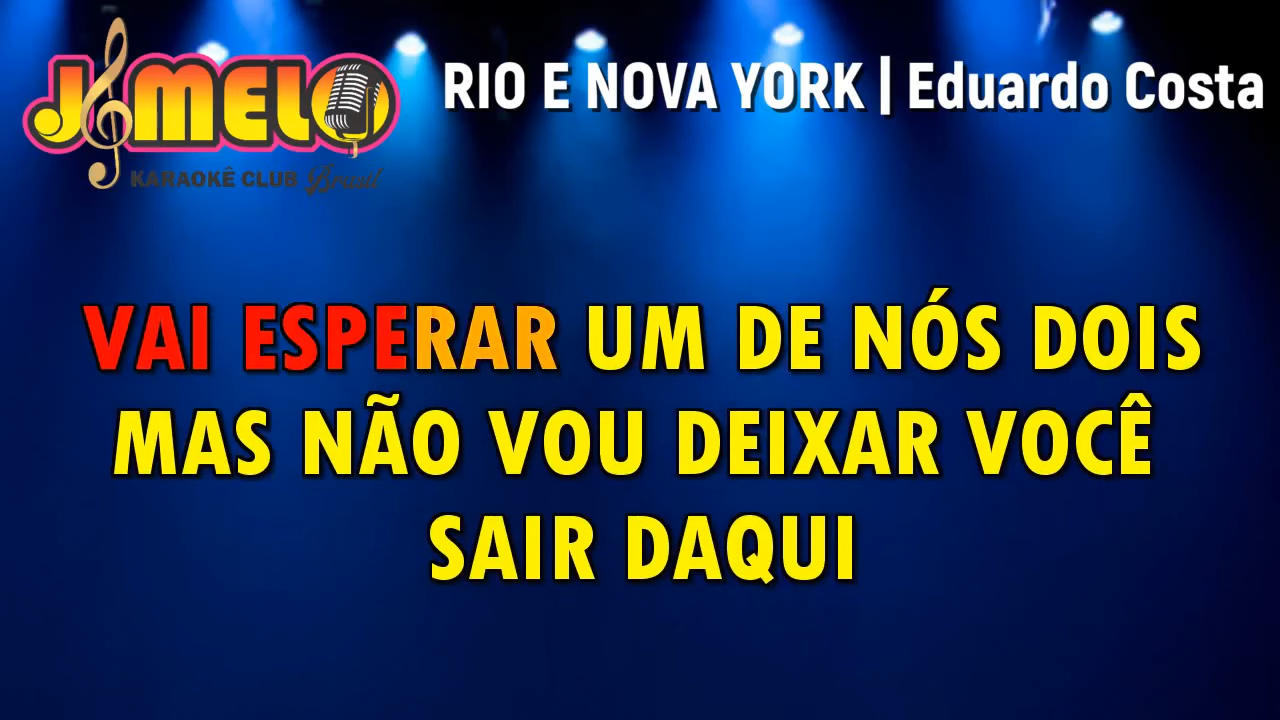 J MELO
KARAOKÊ CLUB Brasil
RIO E NOVA YORK | Eduardo Costa
VAI ESPERAR UM DE NÓS DOIS
MAS NÃO VOU DEIXAR VOCÊ
SAIR DAQUI